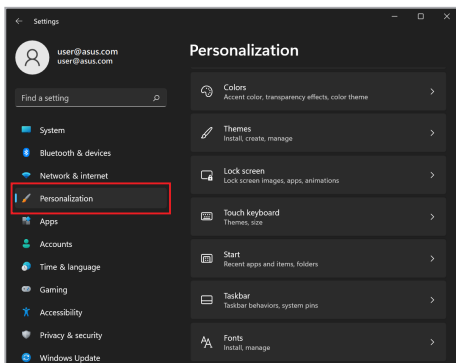 Settings
user@asus.com
user@asus.com
Find a setting
System
Bluetooth & devices
Network & internet
Personalization
Apps
Accounts
Time & language
Gaming
Accessibility
Privacy & security
Windows Update
Personalization
Colors
Accent color, transparency effects, color theme
Themes
Install, create, manage
Lock screen
Lock screen images, apps, animations
Touch keyboard
Themes, size
Start
Recent apps and items, folders
Taskbar
Taskbar behaviors, system pins
Fonts
Install, manage